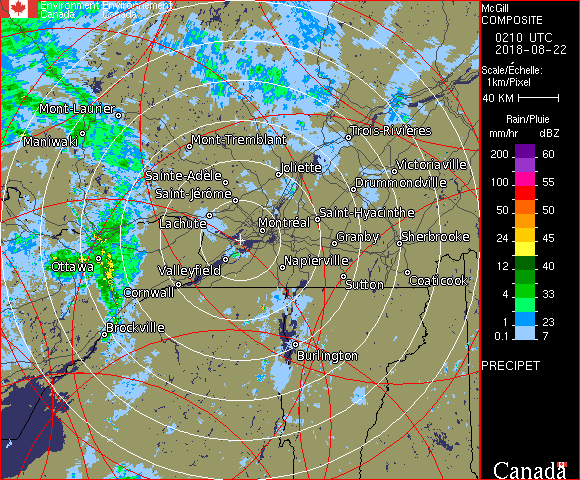 Environment Environnement
Canada Canada
McGill
COMPOSITE
0210 UTC
2018-08-22
Scale/Échelle:
1km/Pixel
40 KM
Rain/Pluie
mm/hr dBZ
200 60
100 55
50 50
24 45
12 40
4 33
1 23
0.1 7
PRECIPET
Canada
Mont-Laurier
Maniwaki
Mont-Tremblant
Trois-Rivières
Sainte-Adèle
Joliette
Victoriaville
Saint-Jérôme
Drummondville
Lachute
Montréal
Saint-Hyacinthe
Granby
Sherbrooke
Ottawa
Valleyfield
Napierville
Cornwall
Sutton
Coaticook
Brockville
Burlington